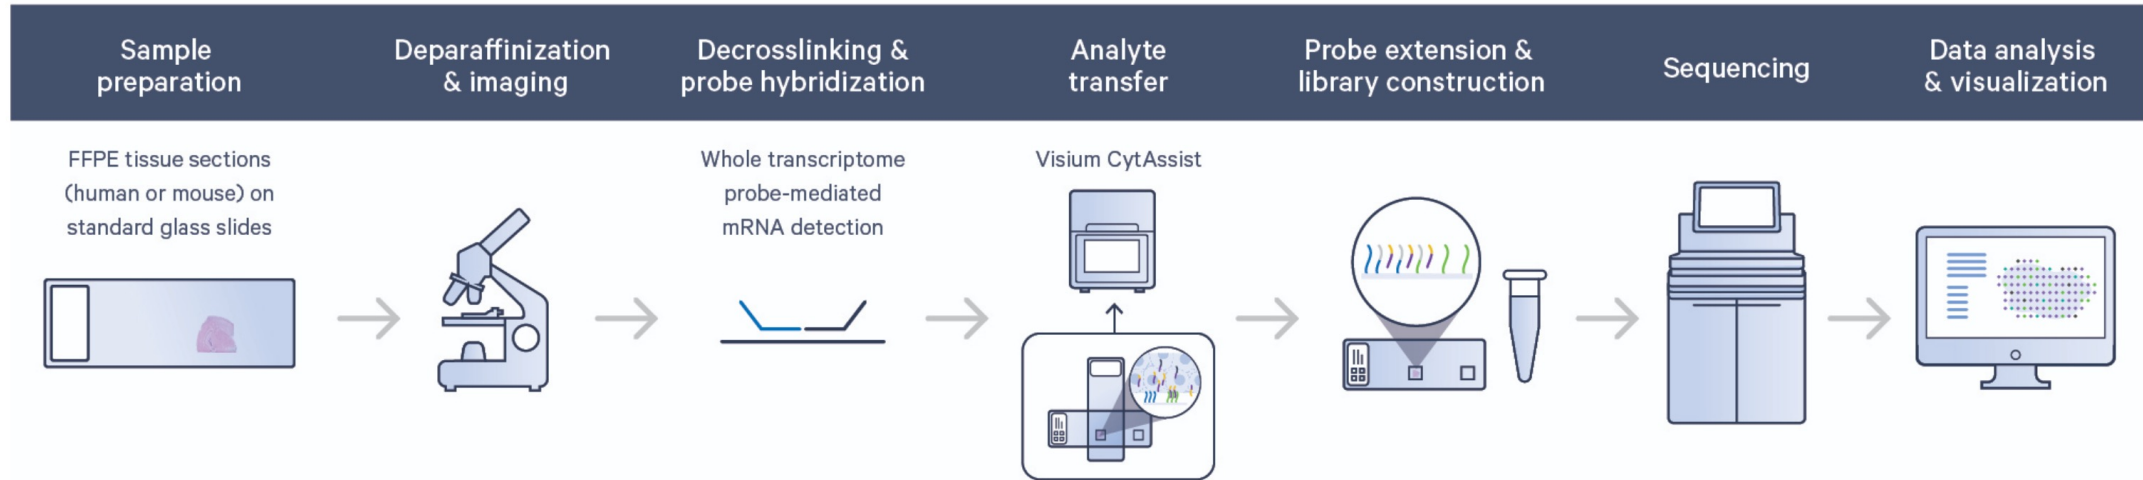 Sample
preparation
Deparaffinization
& imaging
Decrosslinking &
probe hybridization
Analyte
transfer
Probe extension &
library construction
Sequencing
Data analysis
& visualization
FFPE tissue sections
(human or mouse) on
standard glass slides
Whole transcriptome
probe-mediated
mRNA detection
Visium CytAssist